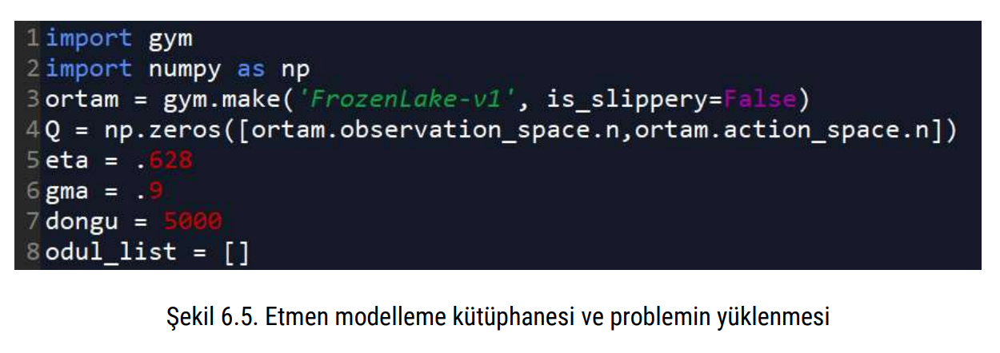 1 import gym
2 import numpy as np
3 ortam = gym.make('FrozenLake-v1', is_slippery=False)
4 Q = np.zeros([ortam.observation_space.n,ortam.action_space.n])
5 eta = .628
6 gma = .9
7 dongu = 5000
8 odul_list = []
Şekil 6.5. Etmen modelleme kütüphanesi ve problemin yüklenmesi